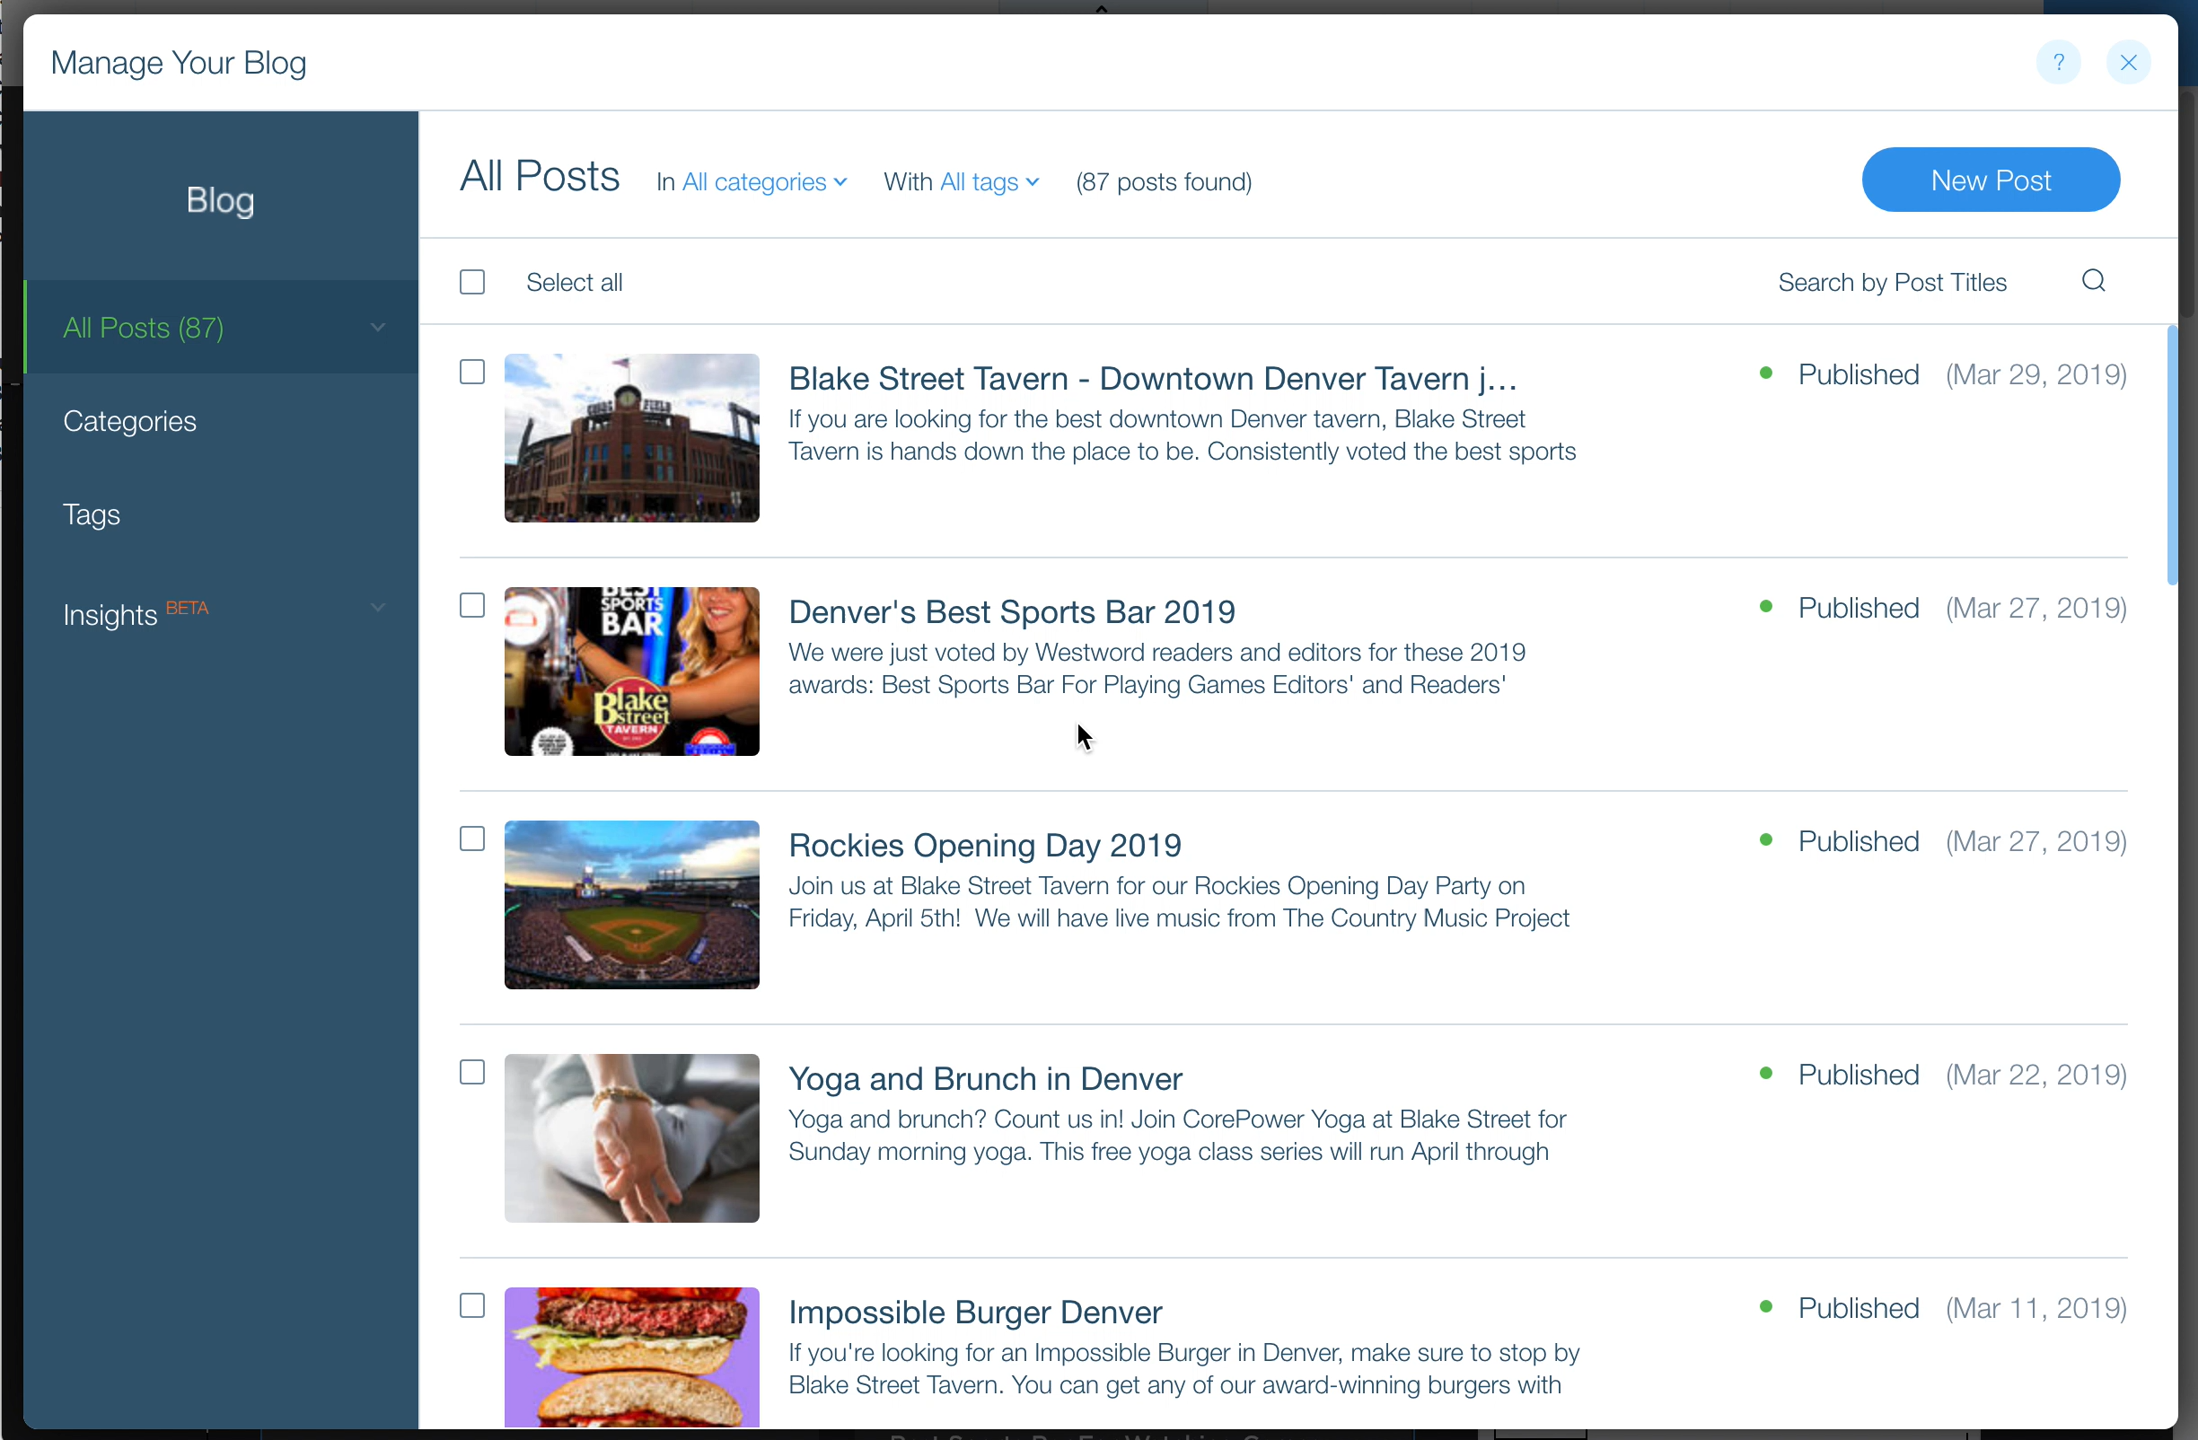 Manage Your Blog
?
Blog
All Posts (87)
Categories
Tags
Insights BETA
All Posts In All categories With All tags (87 posts found)
New Post
Select all
Search by Post Titles
Blake Street Tavern - Downtown Denver Tavern j...
If you are looking for the best downtown Denver tavern, Blake Street
Tavern is hands down the place to be. Consistently voted the best sports
Published (Mar 29, 2019)
BEST
SPORTS
BAR
Blake
Street
TAVERN
Denver's Best Sports Bar 2019
We were just voted by Westword readers and editors for these 2019
awards: Best Sports Bar For Playing Games Editors' and Readers'
Published (Mar 27, 2019)
Rockies Opening Day 2019
Join us at Blake Street Tavern for our Rockies Opening Day Party on
Friday, April 5th!  We will have live music from The Country Music Project
Published (Mar 27, 2019)
Yoga and Brunch in Denver
Yoga and brunch? Count us in! Join CorePower Yoga at Blake Street for
Sunday morning yoga. This free yoga class series will run April through
Published (Mar 22, 2019)
Impossible Burger Denver
If you're looking for an Impossible Burger in Denver, make sure to stop by
Blake Street Tavern. You can get any of our award-winning burgers with
Published (Mar 11, 2019)